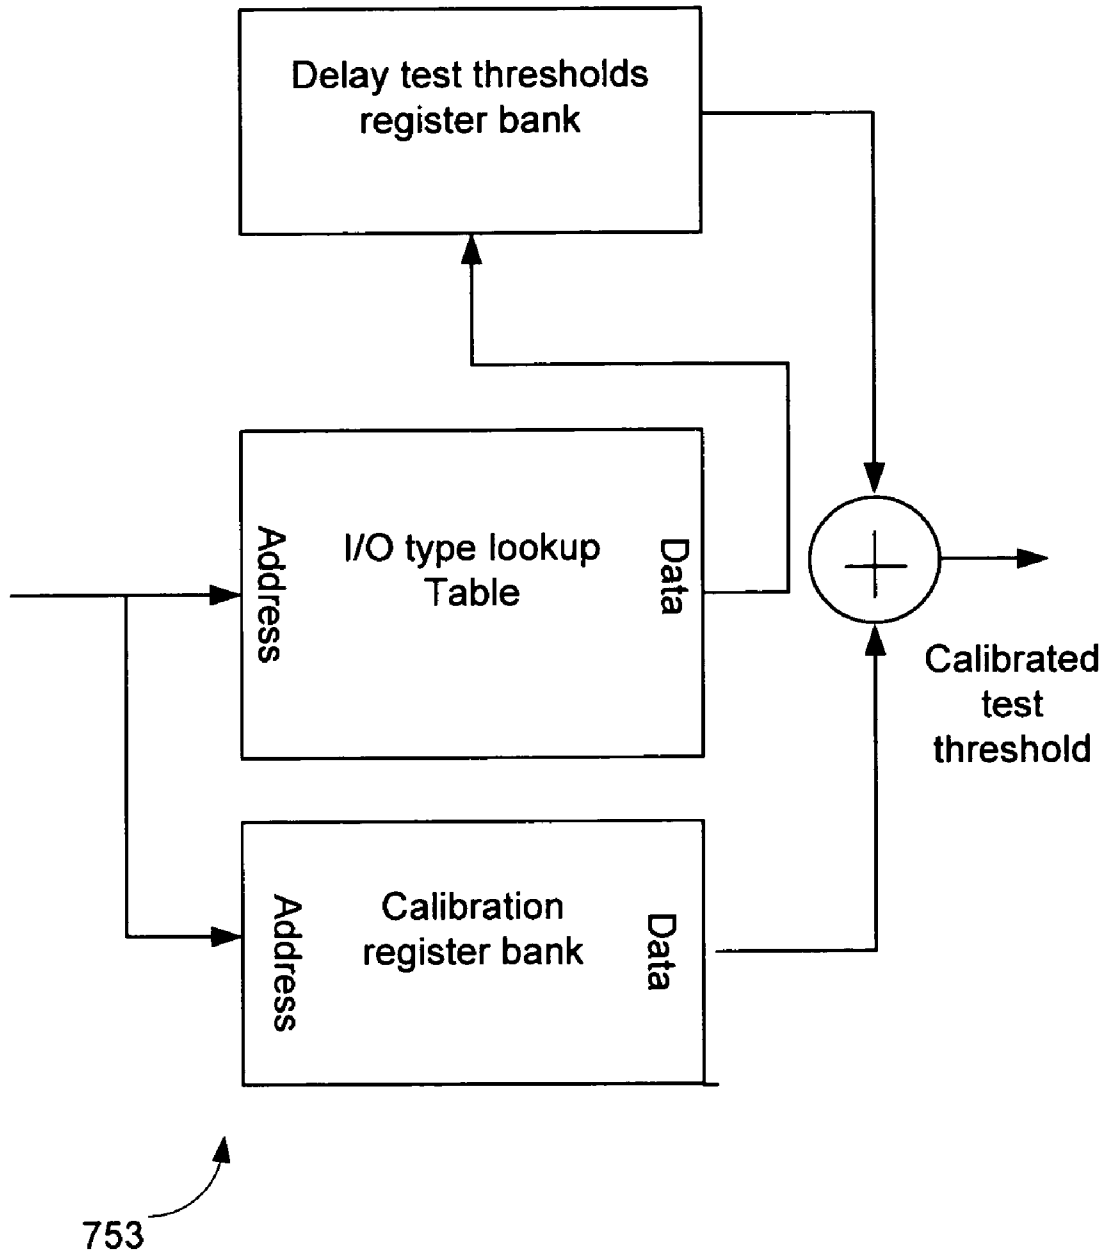 Delay test thresholds
register bank
Address
I/O type lookup
Table
Data
+
Calibrated
test
threshold
Address
Calibration
register bank
Data
753